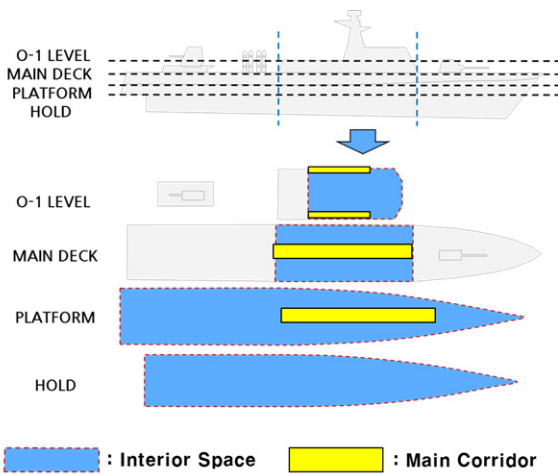 O-1 LEVEL
MAIN DECK
PLATFORM
HOLD
O-1 LEVEL
MAIN DECK
PLATFORM
HOLD
: Interior Space
: Main Corridor